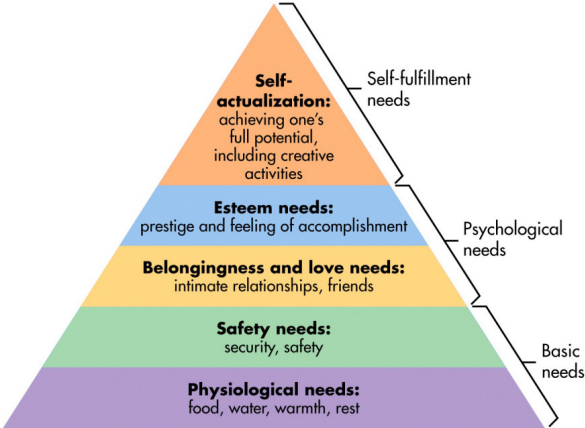 Self-
actualization:
achieving one's
full potential,
including creative
activities
Self-fulfillment
needs
Esteem needs:
prestige and feeling of accomplishment
Psychological
needs
Belongingness and love needs:
intimate relationships, friends
Safety needs:
security, safety
Basic
needs
Physiological needs:
food, water, warmth, rest